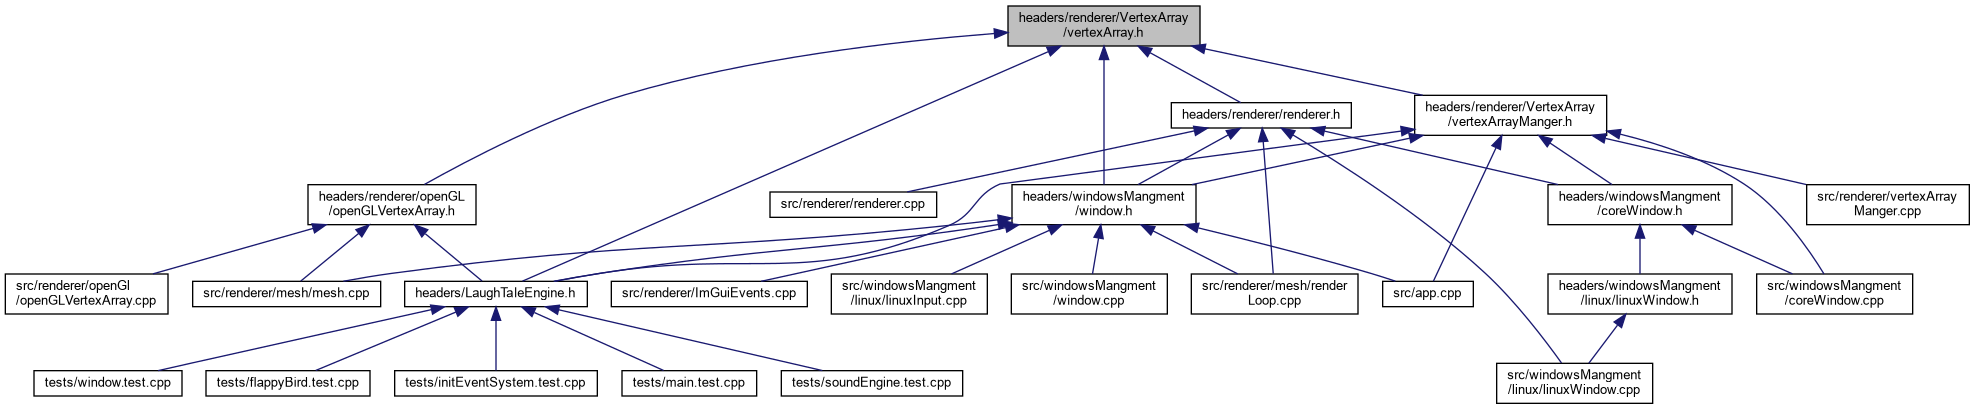 headers/renderer/VertexArray
/vertexArray.h
headers/renderer/renderer.h
headers/renderer/VertexArray
/vertexArrayManger.h
headers/renderer/openGL
/openGLVertexArray.h
src/renderer/renderer.cpp
headers/windowsMangment
/window.h
headers/windowsMangment
/coreWindow.h
src/renderer/vertexArray
Manger.cpp
src/renderer/openGl
/openGLVertexArray.cpp
src/renderer/mesh/mesh.cpp
headers/LaughTaleEngine.h
src/renderer/ImGuiEvents.cpp
src/windowsMangment
/linux/linuxInput.cpp
src/windowsMangment
/window.cpp
src/renderer/mesh/render
Loop.cpp
src/app.cpp
headers/windowsMangment
/linux/linuxWindow.h
src/windowsMangment
/coreWindow.cpp
tests/window.test.cpp
tests/flappyBird.test.cpp
tests/initEventSystem.test.cpp
tests/main.test.cpp
tests/soundEngine.test.cpp
src/windowsMangment
/linux/linuxWindow.cpp